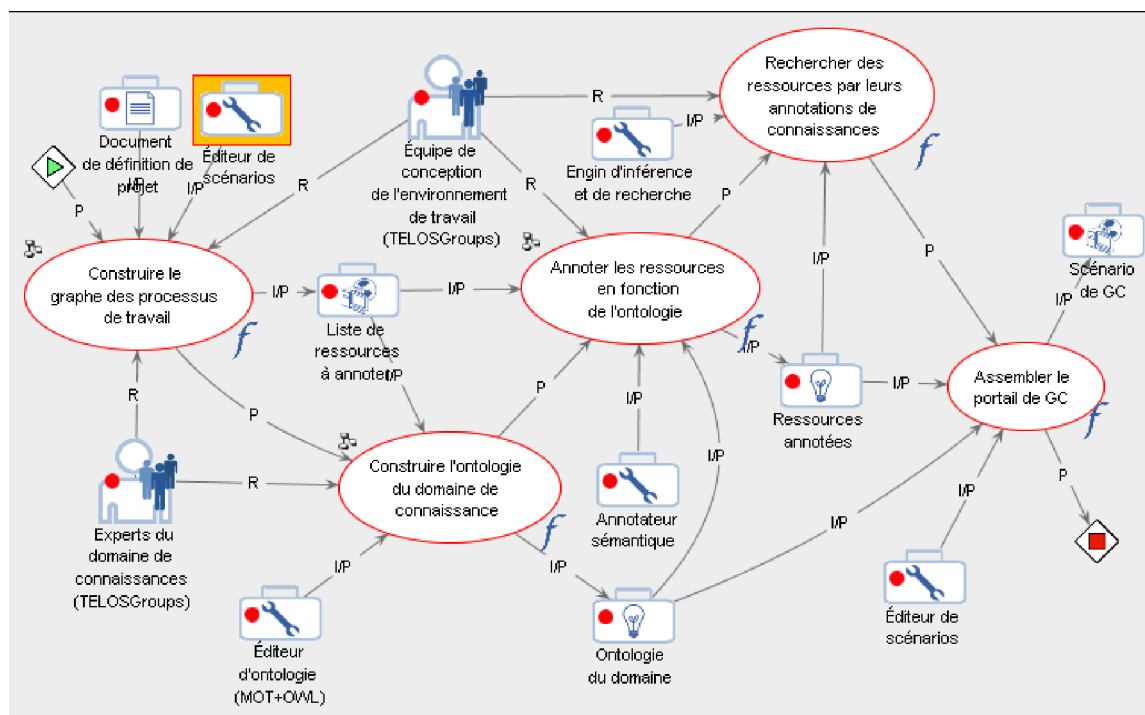 Rechercher des
ressources par leurs
annotations de
connaissances
f
R
I/P
Document
de définition de
projet
I/P
Éditeur de
scénarios
I/P
Équipe de
conception
de l'environnement
de travail
(TELOSGroups)
Engin d'inférence
et de recherche
P
R
R
P
I/P
P
Scénario
de GC
I/P
Construire le
graphe des processus
de travail
f
I/P
Liste de
ressources
à annoter
I/P
I/P
Annoter les ressources
en fonction
de l'ontologie
f
I/P
Ressources
annotées
I/P
Assembler le
portail de GC
f
R
P
P
I/P
I/P
Experts du
domaine de
connaissances
(TELOSGroups)
R
Construire l'ontologie
du domaine de
connaissance
f
Annotateur
sémantique
I/P
I/P
P
I/P
Éditeur
d'ontologie
(MOT+OWL)
I/P
Ontologie
du domaine
Éditeur de
scénarios